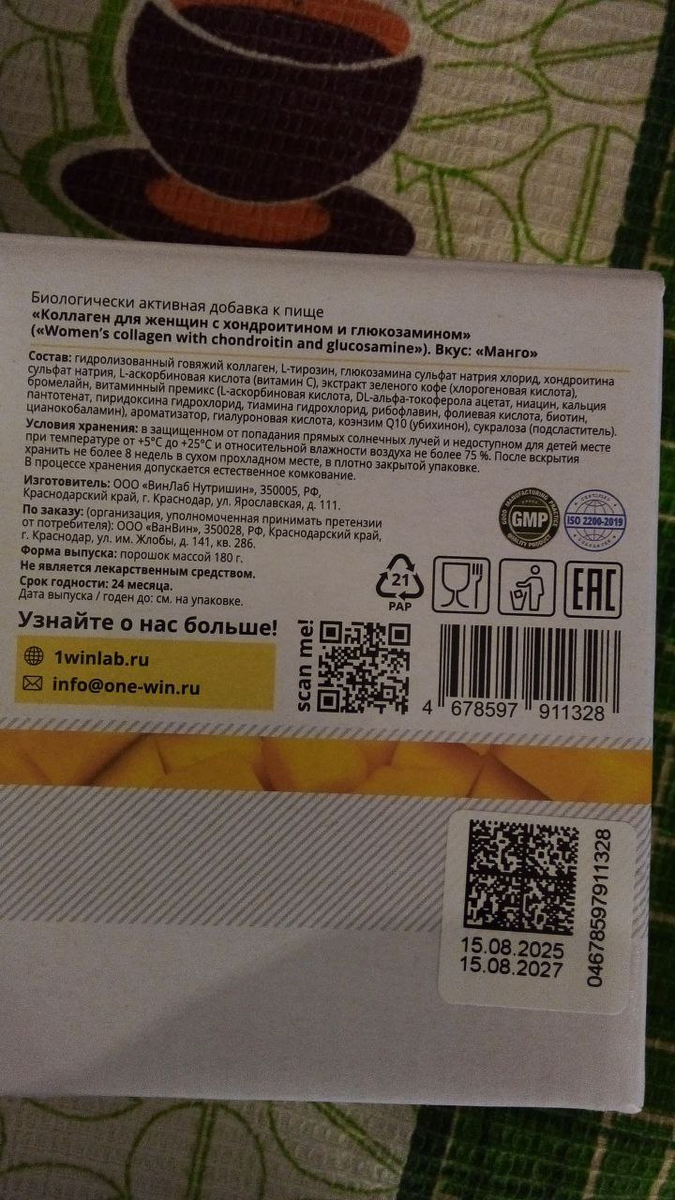 Биологически активная добавка к пище
«Коллаген для женщин с хондроитином и глюкозамином»
(«Women's collagen with chondroitin and glucosamine»). Вкус: «Манго»
Состав: гидролизованный говяжий коллаген, L-тирозин, глюкозамина сульфат натрия хлорид, хондроитина
сульфат натрия, L-аскорбиновая кислота (витамин С), экстракт зеленого кофе (хлорогеновая кислота),
бромелайн, витаминный премикс (L-аскорбиновая кислота, DL-альфа-токоферола ацетат, ниацин, кальция
пантотенат, пиридоксина гидрохлорид, тиамина гидрохлорид, рибофлавин, фолиевая кислота, биотин,
цианокобаламин), ароматизатор, гиалуроновая кислота, коэнзим Q10 (убихинон), сукралоза (подсластитель).
Условия хранения: в защищенном от попадания прямых солнечных лучей и недоступном для детей месте
при температуре от +5°С до +25°С и относительной влажности воздуха не более 75 %. После вскрытия
хранить не более 8 недель в сухом прохладном месте, в плотно закрытой упаковке.
В процессе хранения допускается естественное комкование.
Изготовитель: ООО «ВинЛаб Нутришин», 350005, РФ,
Краснодарский край, г. Краснодар, ул. Ярославская, д. 111.
По заказу: (организация, уполномоченная принимать претензии
от потребителя): ООО «ВанВин», 350028, РФ, Краснодарский край,
г. Краснодар, ул. им. Жлобы, д. 141, кв. 286.
Форма выпуска: порошок массой 180 г.
Не является лекарственным средством.
Срок годности: 24 месяца.
Дата выпуска / годен до: см. на упаковке.
GOOD MANUFACTURING PRACTICE
GMP
QUALITY PRODUCT
CERTIFIED
ISO 2200-2019
21
PAP
EAC
Узнайте о нас больше!
1winlab.ru
info@one-win.ru
scan me!
4 678597 911328
15.08.2025
15.08.2027
04678597911328